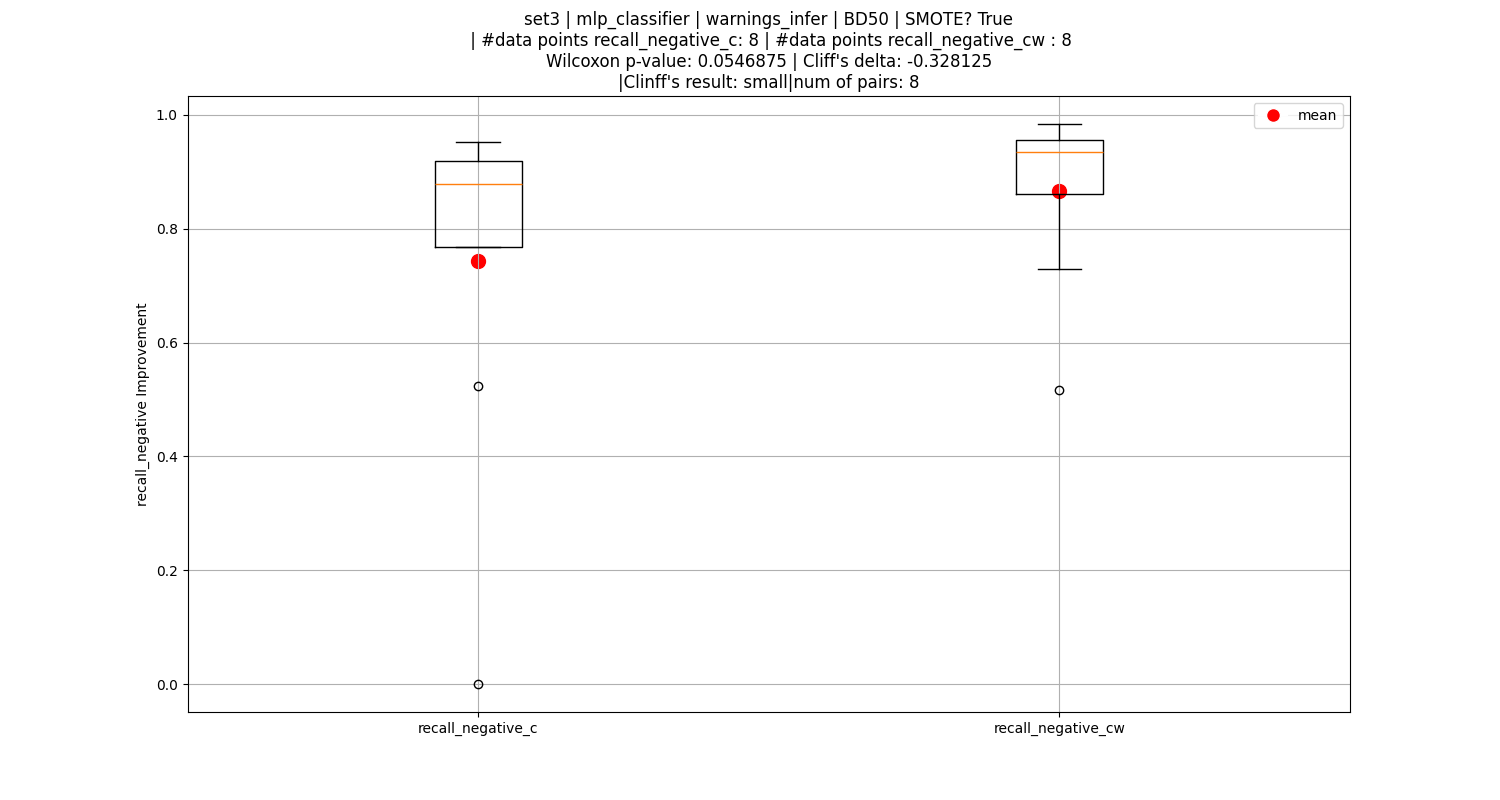 set3 | mlp_classifier | warnings_infer | BD50 | SMOTE? True
| #data points recall_negative_c: 8 | #data points recall_negative_cw : 8
Wilcoxon p-value: 0.0546875 | Cliff's delta: -0.328125
|Clinff's result: small|num of pairs: 8
mean
recall_negative Improvement
1.0
0.8
0.6
0.4
0.2
0.0
recall_negative_c
recall_negative_cw